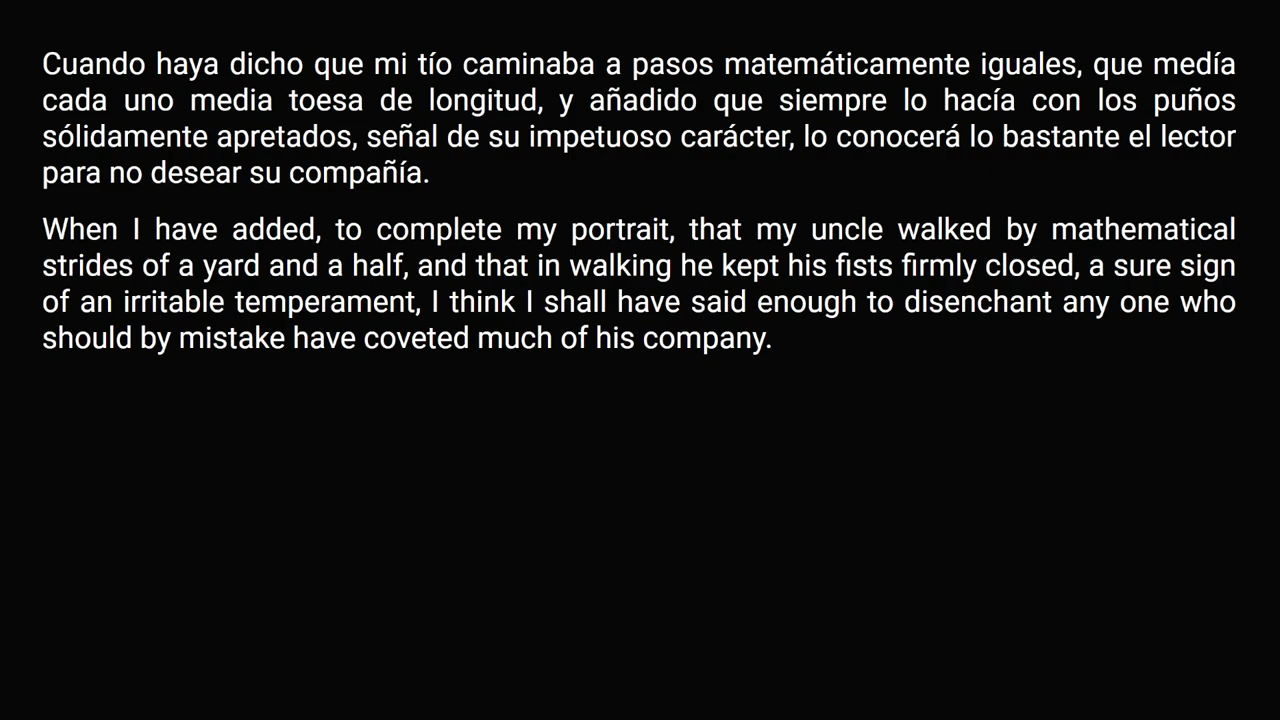 Cuando haya dicho que mi tío caminaba a pasos matemáticamente iguales, que medía
cada uno media toesa de longitud, y añadido que siempre lo hacía con los puños
sólidamente apretados, señal de su impetuoso carácter, lo conocerá lo bastante el lector
para no desear su compañía.
When I have added, to complete my portrait, that my uncle walked by mathematical
strides of a yard and a half, and that in walking he kept his fists firmly closed, a sure sign
of an irritable temperament, I think I shall have said enough to disenchant any one who
should by mistake have coveted much of his company.